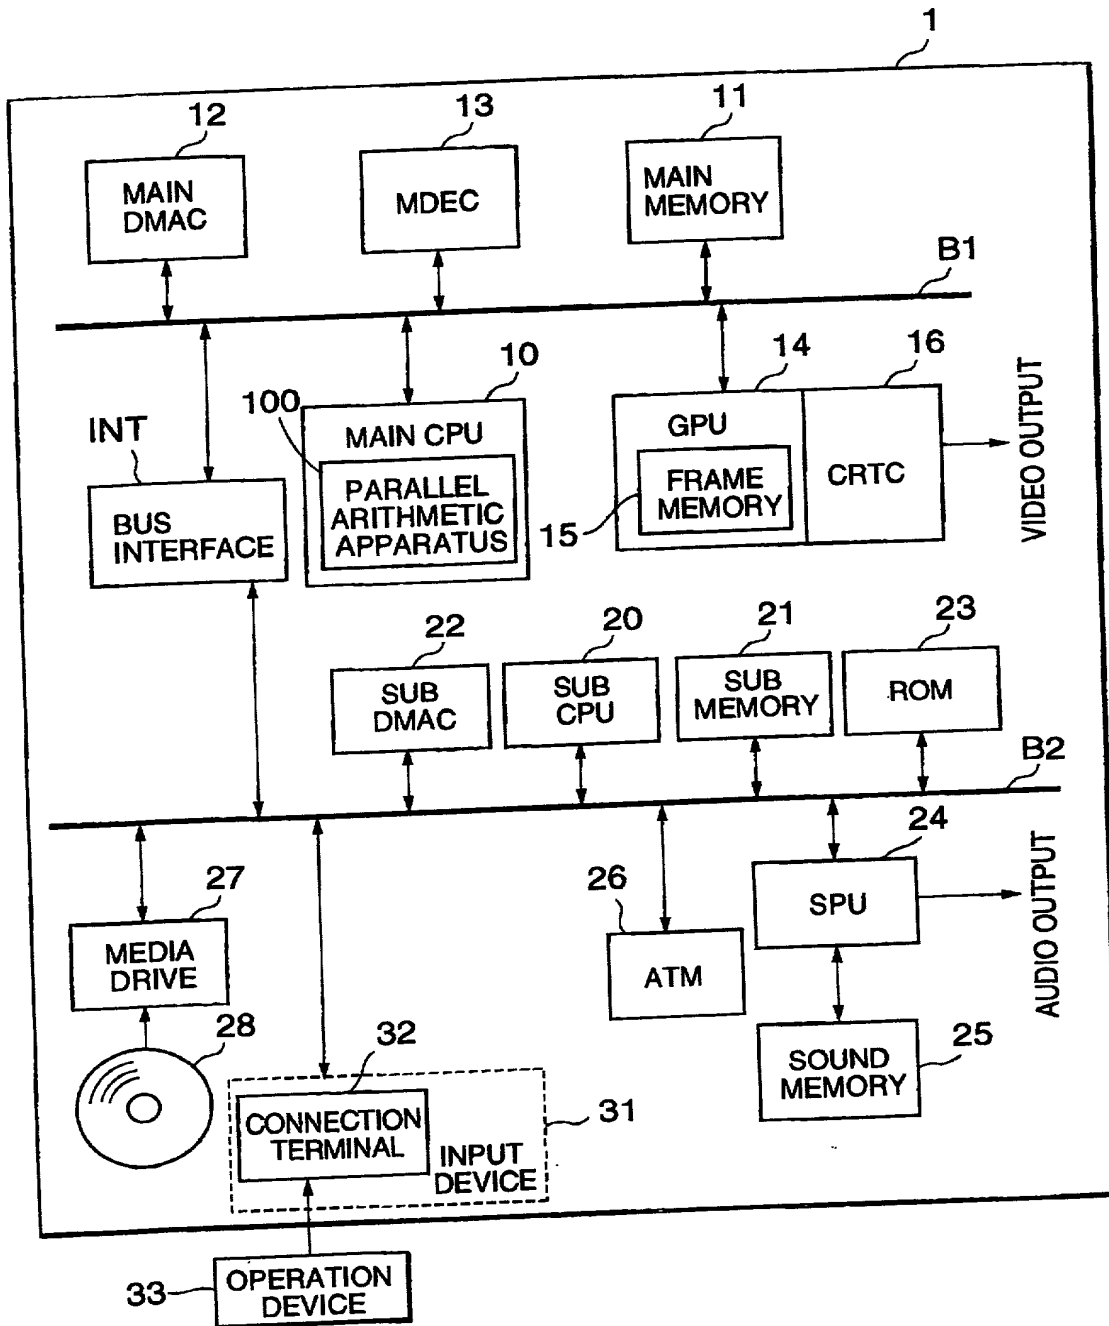 1
12
13
11
MAIN
DMAC
MDEC
MAIN
MEMORY
B1
10
14
16
100
INT
MAIN CPU
PARALLEL
ARITHMETIC
APPARATUS
GPU
FRAME
MEMORY
15
CRTC
VIDEO OUTPUT
BUS
INTERFACE
22
20
21
23
SUB
DMAC
SUB
CPU
SUB
MEMORY
ROM
B2
27
26
24
MEDIA
DRIVE
ATM
SPU
AUDIO OUTPUT
28
32
25
SOUND
MEMORY
CONNECTION
TERMINAL
31
INPUT
DEVICE
33
OPERATION
DEVICE